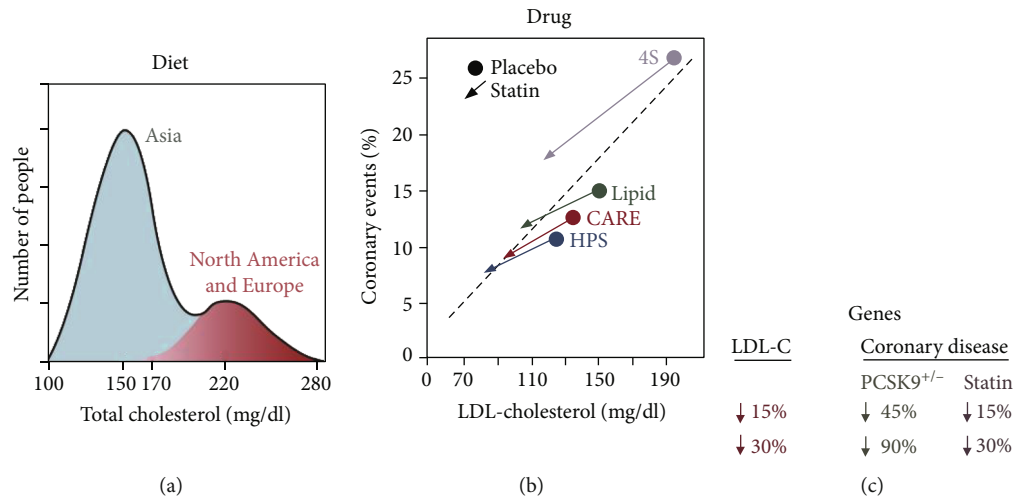 Diet
Number of people
Asia
North America
and Europe
100 150 170 220 280
Total cholesterol (mg/dl)
(a)
Drug
Coronary events (%)
25
20
15
10
5
0
Placebo
Statin
4S
Lipid
CARE
HPS
0 70 110 150 190
LDL-cholesterol (mg/dl)
(b)
Genes
LDL-C Coronary disease
PCSK9+/– Statin
↓ 15% ↓ 45% ↓ 15%
↓ 30% ↓ 90% ↓ 30%
(c)